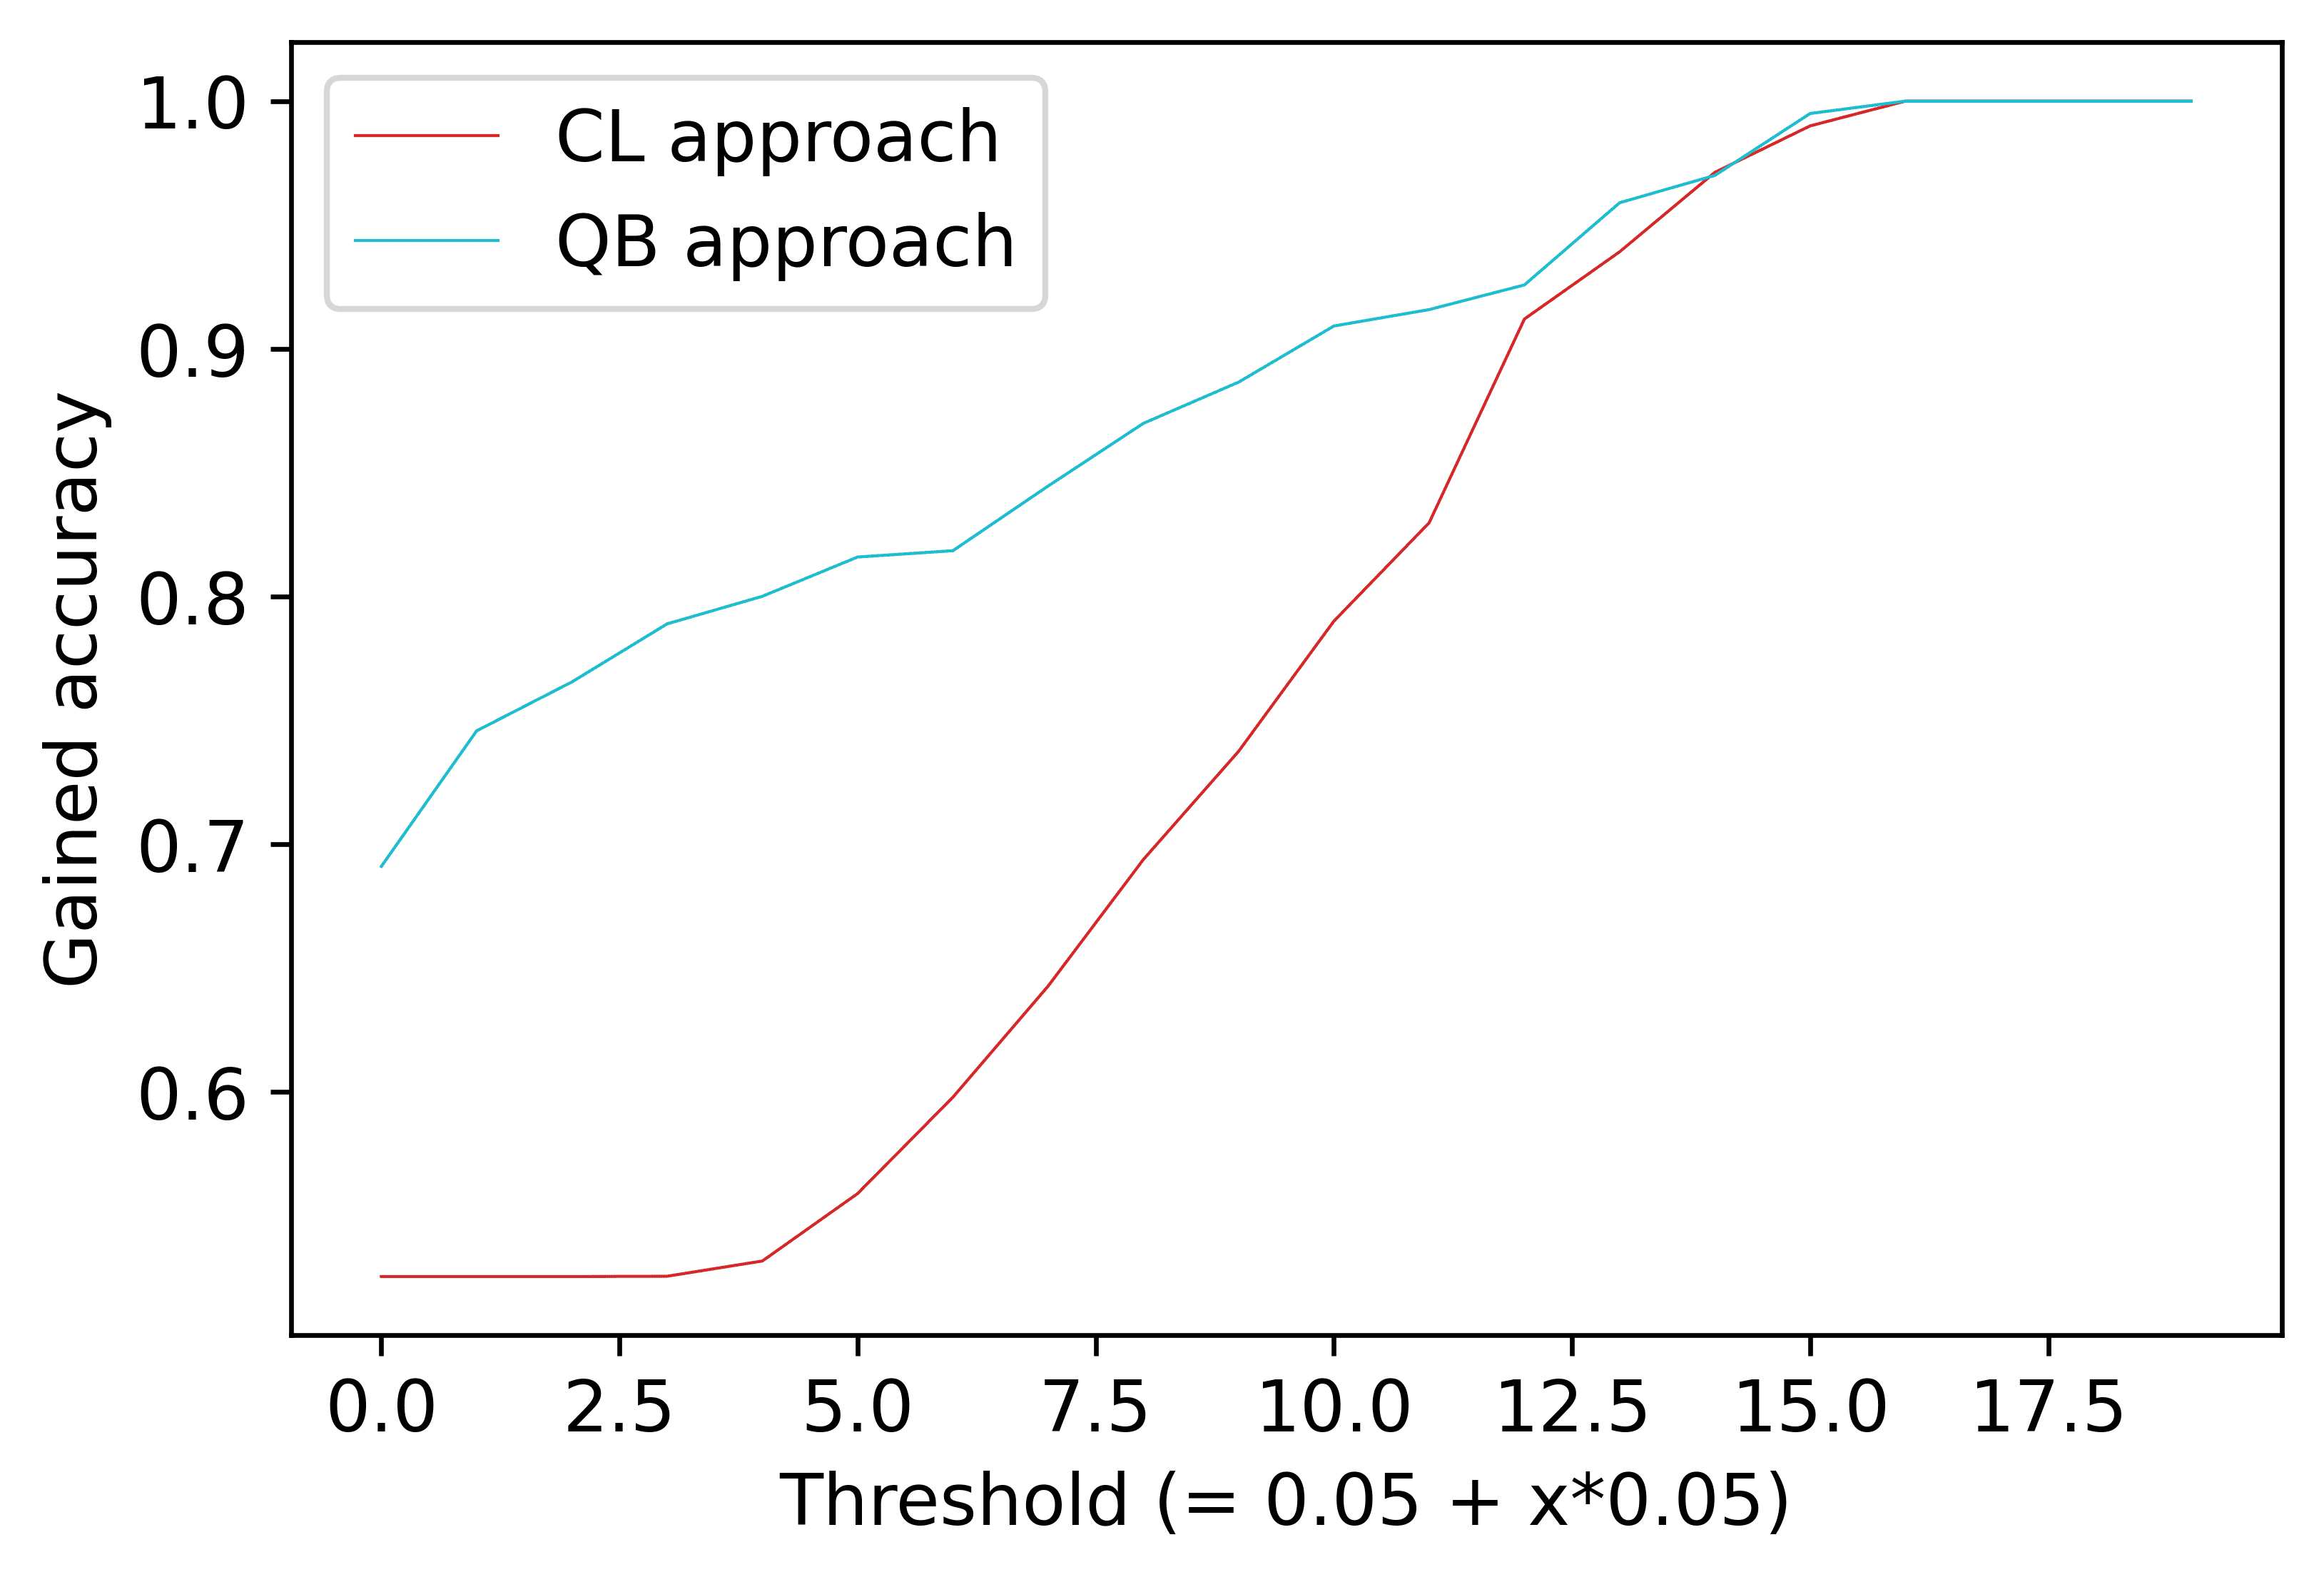 CL approach
QB approach
Gained accuracy
1.0
0.9
0.8
0.7
0.6
0.0 2.5 5.0 7.5 10.0 12.5 15.0 17.5
Threshold (= 0.05 + x*0.05)